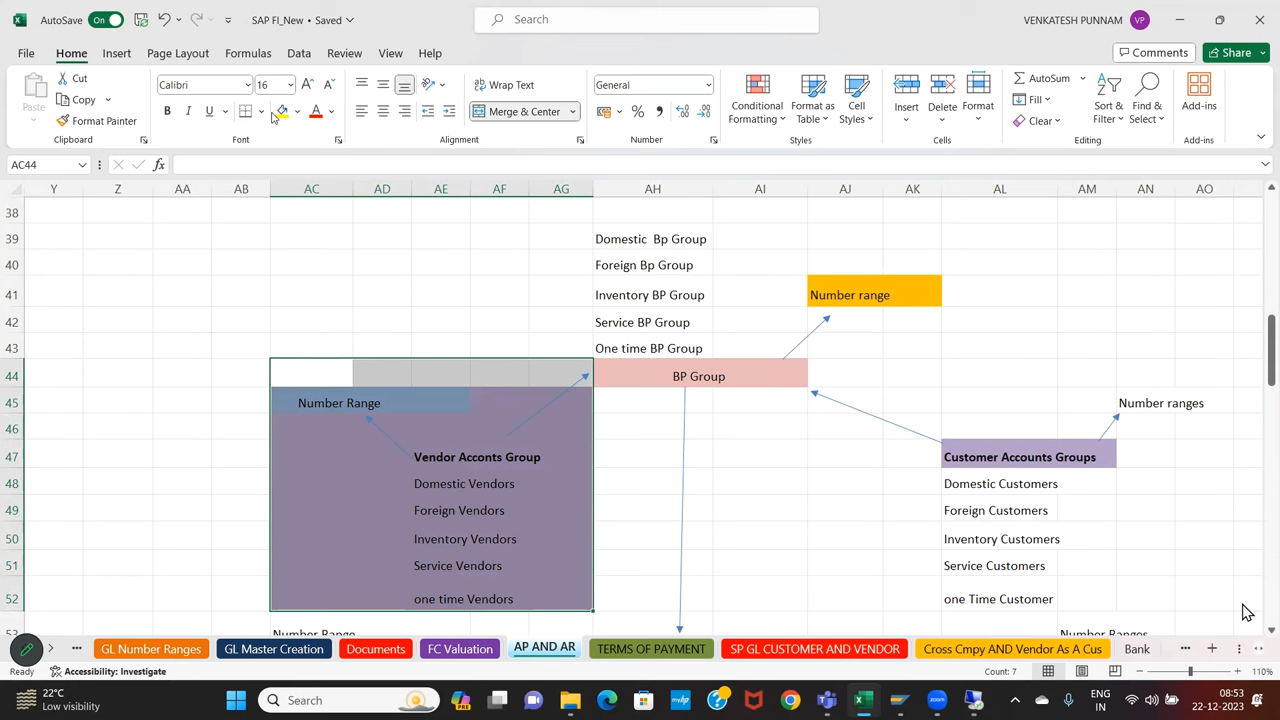 AutoSave On SAP FI_New • Saved Search VENKATESH PUNNAM VP
File Home Insert Page Layout Formulas Data Review View Help Comments Share
Paste Cut Copy Format Painter Clipboard
Calibri 16 B I U Font
Wrap Text Merge & Center Alignment
General Number
Conditional Formatting Format as Table Cell Styles Styles
Insert Delete Format Cells
AutoSum Fill Clear Sort & Filter Find & Select Editing
Add-ins Add-ins
AC44 fx
Y Z AA AB AC AD AE AF AG AH AI AJ AK AL AM AN AO
38
39 Domestic Bp Group
40 Foreign Bp Group
41 Inventory BP Group Number range
42 Service BP Group
43 One time BP Group
44 BP Group
45 Number Range Number ranges
46
47 Vendor Acconts Group Customer Accounts Groups
48 Domestic Vendors Domestic Customers
49 Foreign Vendors Foreign Customers
50 Inventory Vendors Inventory Customers
51 Service Vendors Service Customers
52 one time Vendors one Time Customer
53 Number Range Number Ranges
GL Number Ranges GL Master Creation Documents FC Valuation AP AND AR TERMS OF PAYMENT SP GL CUSTOMER AND VENDOR Cross Cmpy AND Vendor As A Cus Bank
Ready Accessibility: Investigate Count: 7 110%
22°C
Low visibility
Search
ENG
IN
08:53
22-12-2023